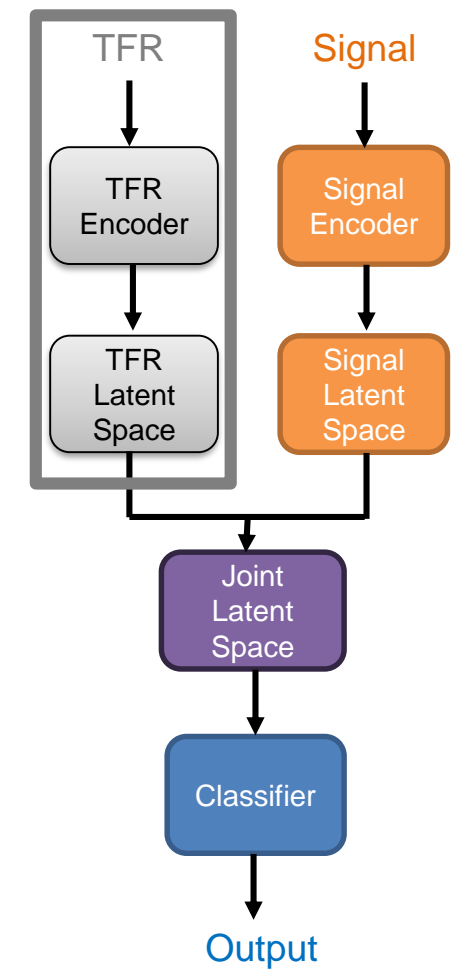 TFR
Signal
TFR
Encoder
Signal
Encoder
TFR
Latent
Space
Signal
Latent
Space
Joint
Latent
Space
Classifier
Output